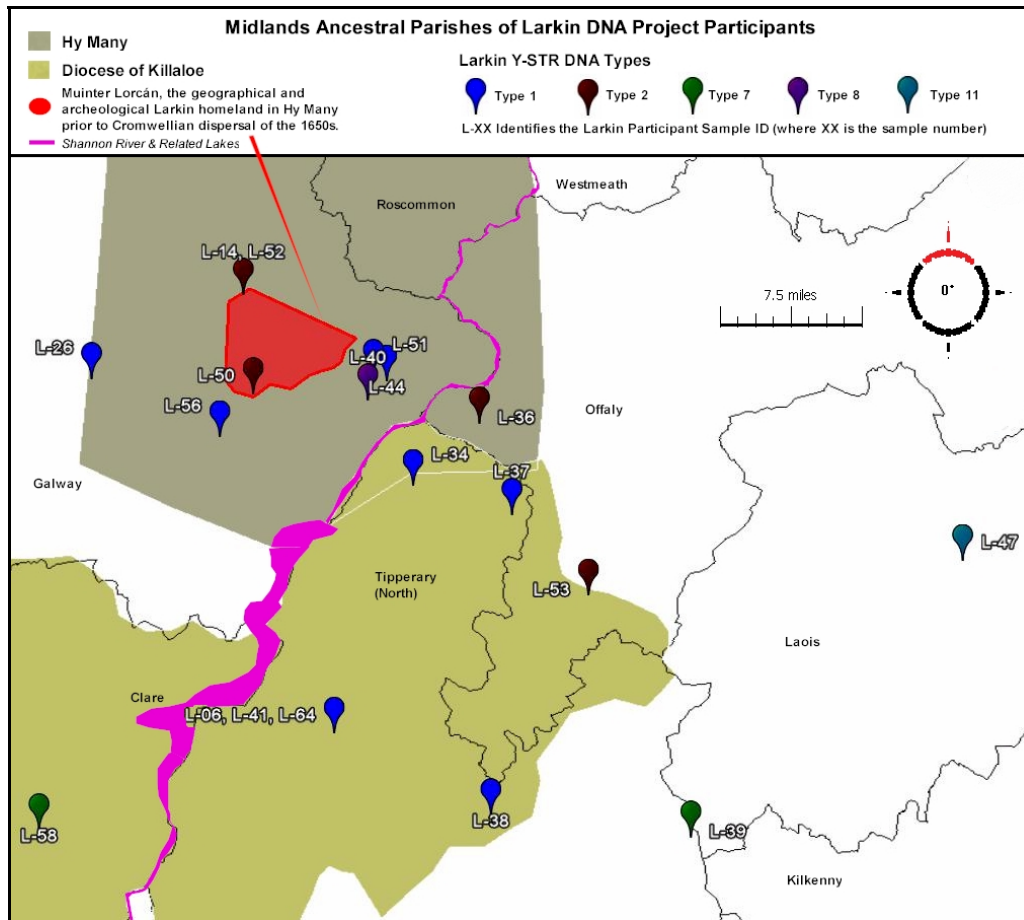 Midlands Ancestral Parishes of Larkin DNA Project Participants
Hy Many
Diocese of Killaloe
Muinter Lorcán, the geographical and
archeological Larkin homeland in Hy Many
prior to Cromwellian dispersal of the 1650s.
Shannon River & Related Lakes
Larkin Y-STR DNA Types
Type 1
Type 2
Type 7
Type 8
Type 11
L-XX Identifies the Larkin Participant Sample ID (where XX is the sample number)
Westmeath
Roscommon
L-14, L-52
7.5 miles
0°
L-26
L-51
L-40
L-50
L-44
L-56
L-36
Offaly
L-34
L-37
Galway
L-47
Tipperary
(North)
L-53
Laois
Clare
L-06, L-41, L-64
L-58
L-38
L-39
Kilkenny